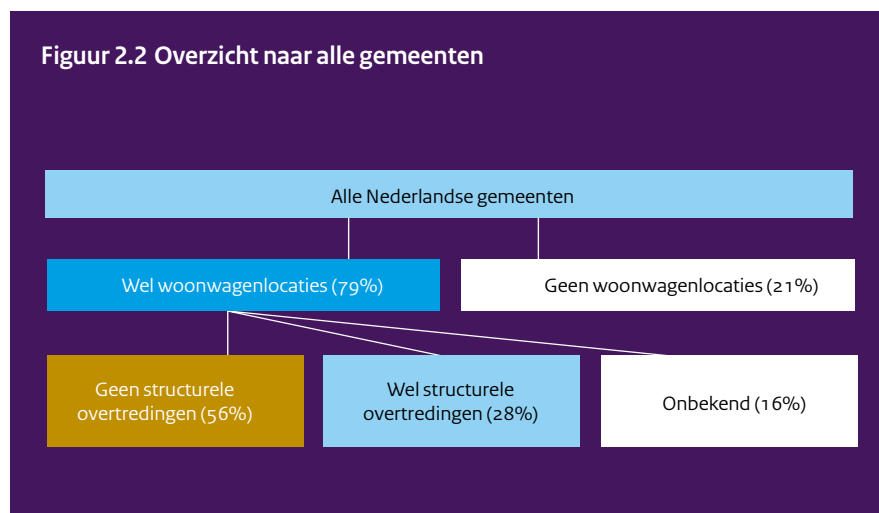 Figuur 2.2 Overzicht naar alle gemeenten
Alle Nederlandse gemeenten
Wel woonwagenlocaties (79%)
Geen woonwagenlocaties (21%)
Geen structurele
overtredingen (56%)
Wel structurele
overtredingen (28%)
Onbekend (16%)